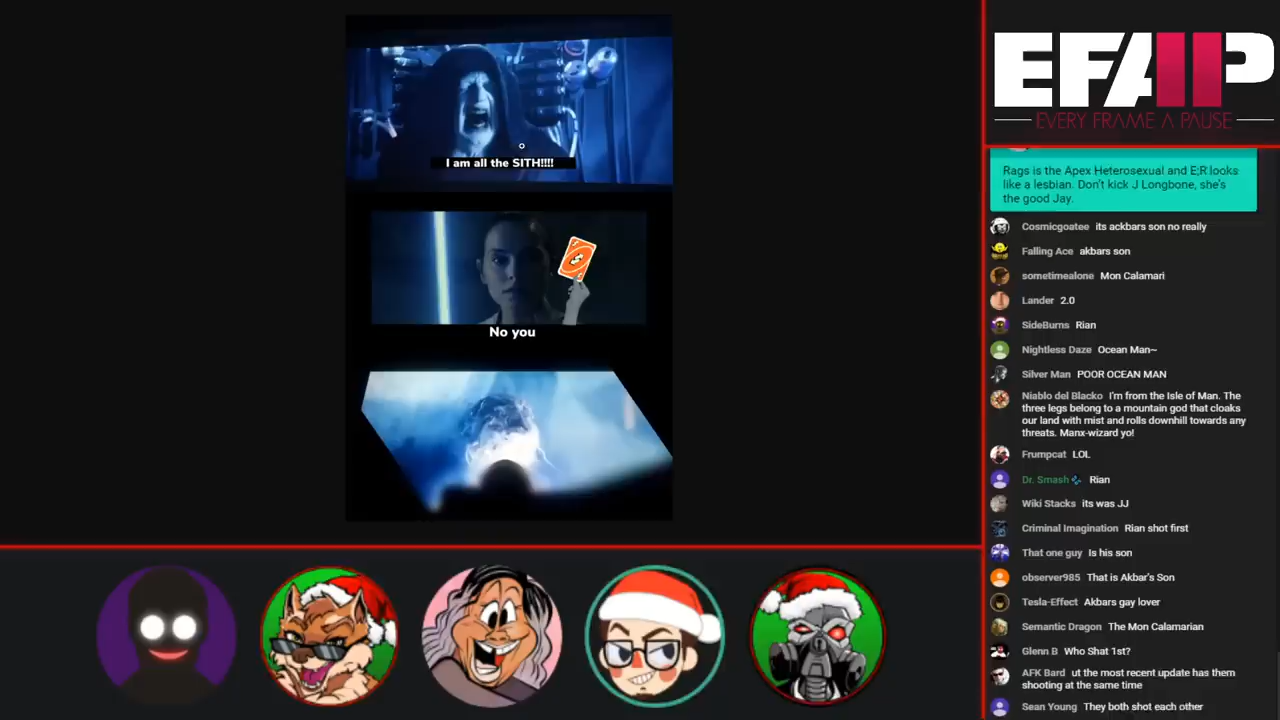 I am all the SITH!!!!
No you
EFAP
EVERY FRAME A PAUSE
Rags is the Apex Heterosexual and E;R looks
like a lesbian. Don't kick J Longbone, she's
the good Jay.
Cosmicgoatee its ackbars son no really
Falling Ace akbars son
sometimealone Mon Calamari
Lander 2.0
SideBurns Rian
Nightless Daze Ocean Man~
Silver Man POOR OCEAN MAN
Niablo del Blacko I'm from the Isle of Man. The
three legs belong to a mountain god that cloaks
our land with mist and rolls downhill towards any
threats. Manx-wizard yo!
Frumpcat LOL
Dr. Smash Rian
Wiki Stacks its was JJ
Criminal Imagination Rian shot first
That one guy Is his son
observer985 That is Akbar's Son
Tesla-Effect Akbars gay lover
Semantic Dragon The Mon Calamarian
Glenn B Who Shat 1st?
AFK Bard ut the most recent update has them
shooting at the same time
Sean Young They both shot each other